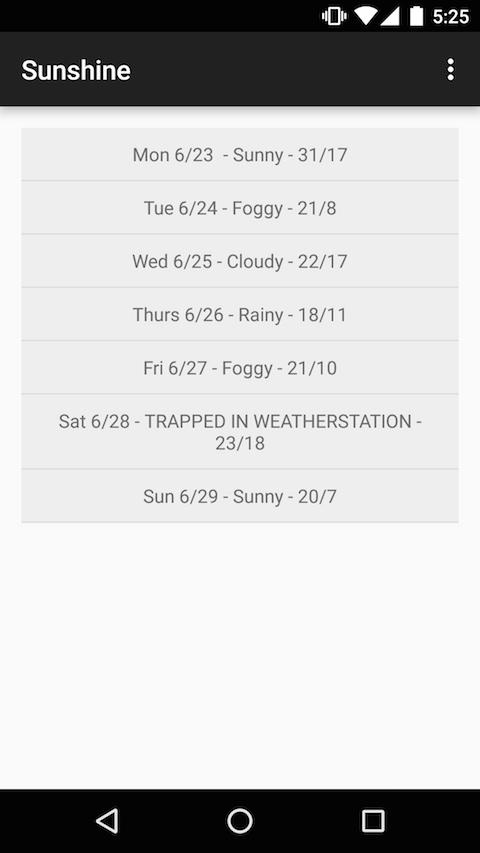 5:25
Sunshine
Mon 6/23  - Sunny - 31/17
Tue 6/24 - Foggy - 21/8
Wed 6/25 - Cloudy - 22/17
Thurs 6/26 - Rainy - 18/11
Fri 6/27 - Foggy - 21/10
Sat 6/28 - TRAPPED IN WEATHERSTATION -
23/18
Sun 6/29 - Sunny - 20/7